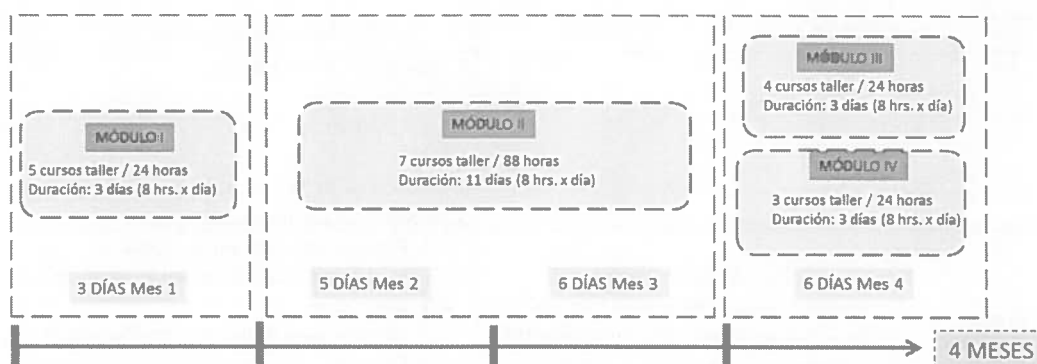 MÓDULO I
5 cursos taller / 24 horas
Duración: 3 días (8 hrs. x día)
3 DÍAS Mes 1
MÓDULO II
7 cursos taller / 88 horas
Duración: 11 días (8 hrs. x día)
5 DÍAS Mes 2
6 DÍAS Mes 3
MÓDULO III
4 cursos taller / 24 horas
Duración: 3 días (8 hrs. x día)
MÓDULO IV
3 cursos taller / 24 horas
Duración: 3 días (8 hrs. x día)
6 DÍAS Mes 4
4 MESES